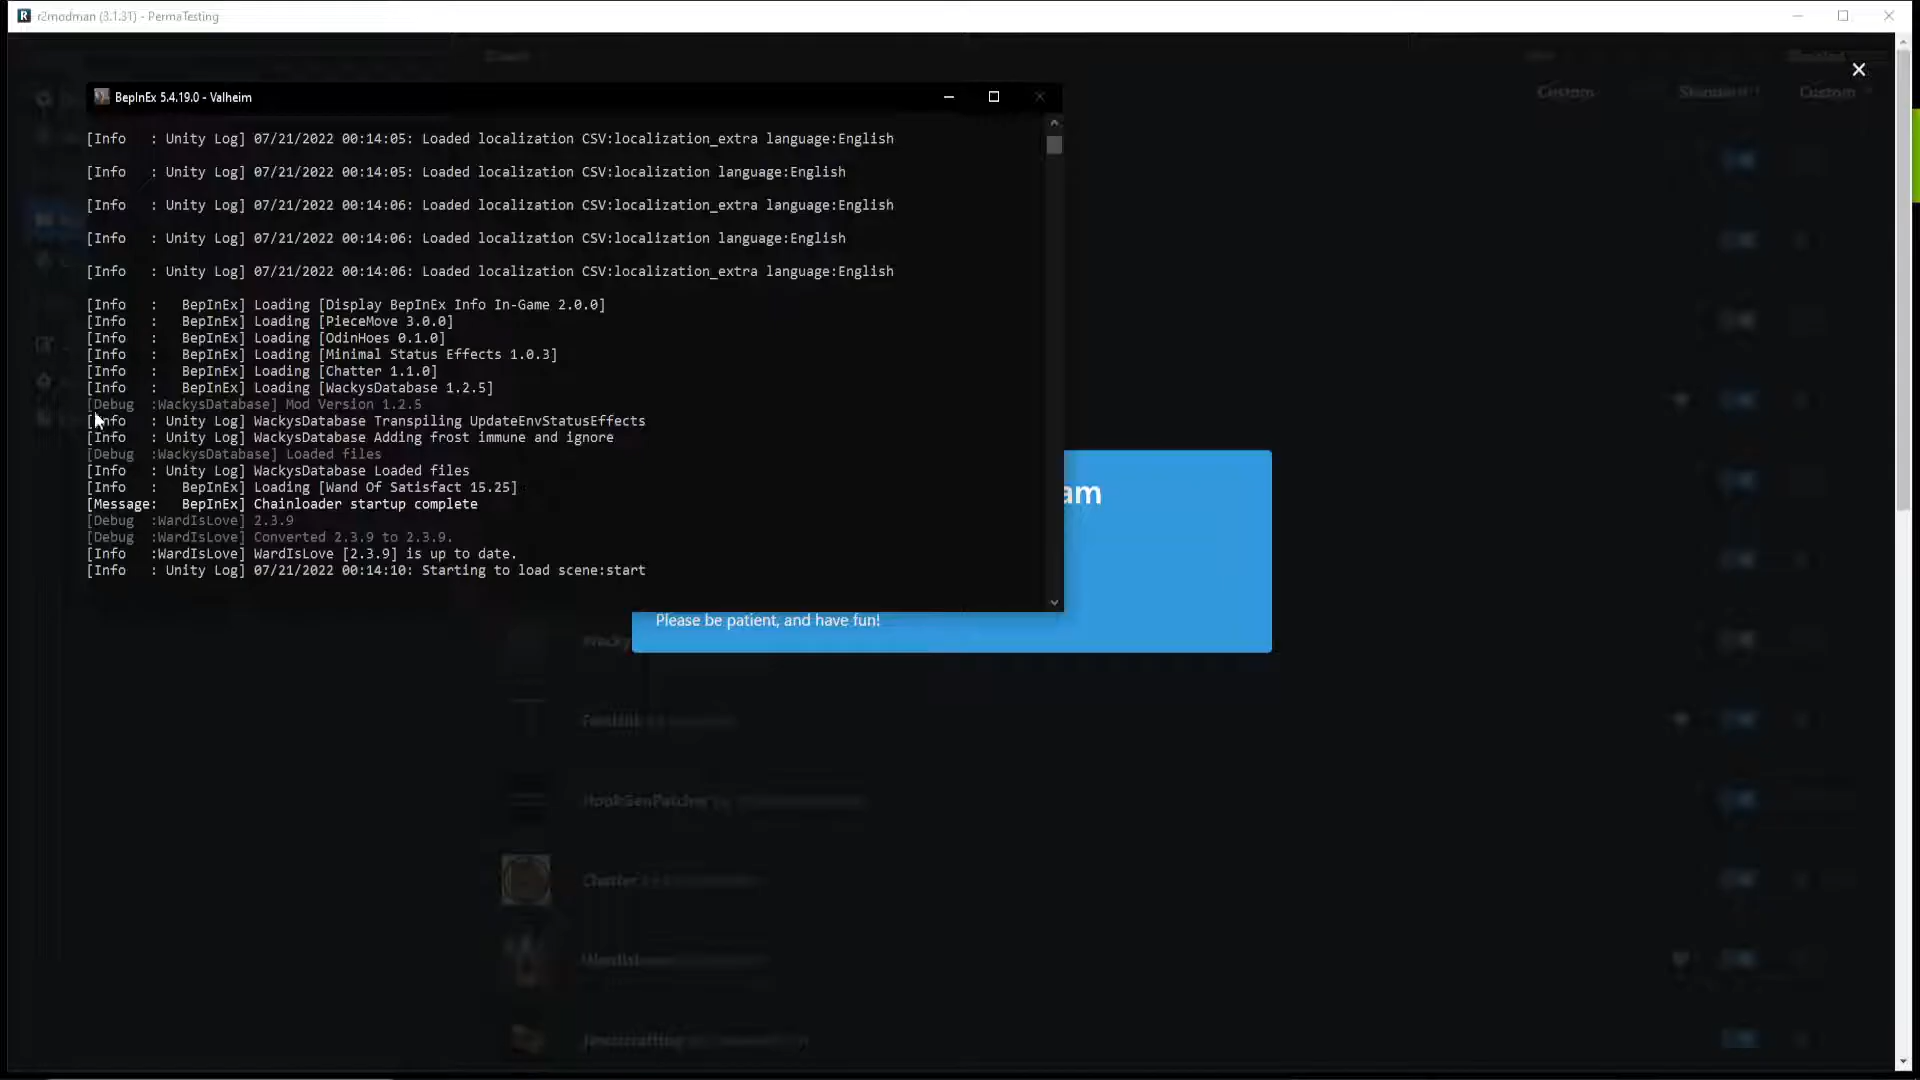 r2modman (3.1.31) - PermaTesting
Custom
Standard
Custom
BepInEx 5.4.19.0 - Valheim
[Info   : Unity Log] 07/21/2022 00:14:05: Loaded localization CSV:localization_extra language:English
[Info   : Unity Log] 07/21/2022 00:14:05: Loaded localization CSV:localization language:English
[Info   : Unity Log] 07/21/2022 00:14:06: Loaded localization CSV:localization_extra language:English
[Info   : Unity Log] 07/21/2022 00:14:06: Loaded localization CSV:localization language:English
[Info   : Unity Log] 07/21/2022 00:14:06: Loaded localization CSV:localization_extra language:English
[Info   :   BepInEx] Loading [Display BepInEx Info In-Game 2.0.0]
[Info   :   BepInEx] Loading [PieceMove 3.0.0]
[Info   :   BepInEx] Loading [OdinHoes 0.1.0]
[Info   :   BepInEx] Loading [Minimal Status Effects 1.0.3]
[Info   :   BepInEx] Loading [Chatter 1.1.0]
[Info   :   BepInEx] Loading [WackysDatabase 1.2.5]
[Debug  :WackysDatabase] Mod Version 1.2.5
[Info   : Unity Log] WackysDatabase Transpiling UpdateEnvStatusEffects
[Info   : Unity Log] WackysDatabase Adding frost immune and ignore
[Debug  :WackysDatabase] Loaded files
[Info   : Unity Log] WackysDatabase Loaded files
[Info   :   BepInEx] Loading [Wand Of Satisfact 15.25]
[Message:   BepInEx] Chainloader startup complete
[Debug  :WardIsLove] 2.3.9
[Debug  :WardIsLove] Converted 2.3.9 to 2.3.9.
[Info   :WardIsLove] WardIsLove [2.3.9] is up to date.
[Info   : Unity Log] 07/21/2022 00:14:10: Starting to load scene:start
am
Please be patient, and have fun!
Wacky
HookGenPatcher
Chatter
WardIsLove
Jewelcrafting